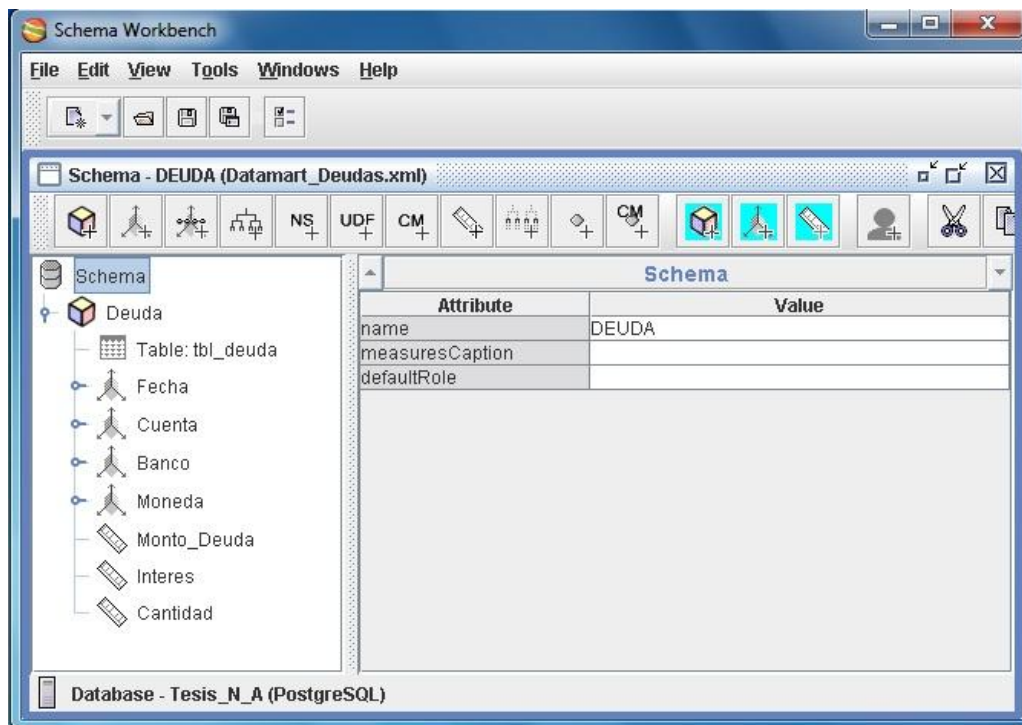 Schema Workbench
File Edit View Tools Windows Help
Schema - DEUDA (Datamart_Deudas.xml)
NS UDF CM CM
Schema
Deuda
Table: tbl_deuda
Fecha
Cuenta
Banco
Moneda
Monto_Deuda
Interes
Cantidad
Schema
Attribute Value
name DEUDA
measuresCaption
defaultRole
Database - Tesis_N_A (PostgreSQL)